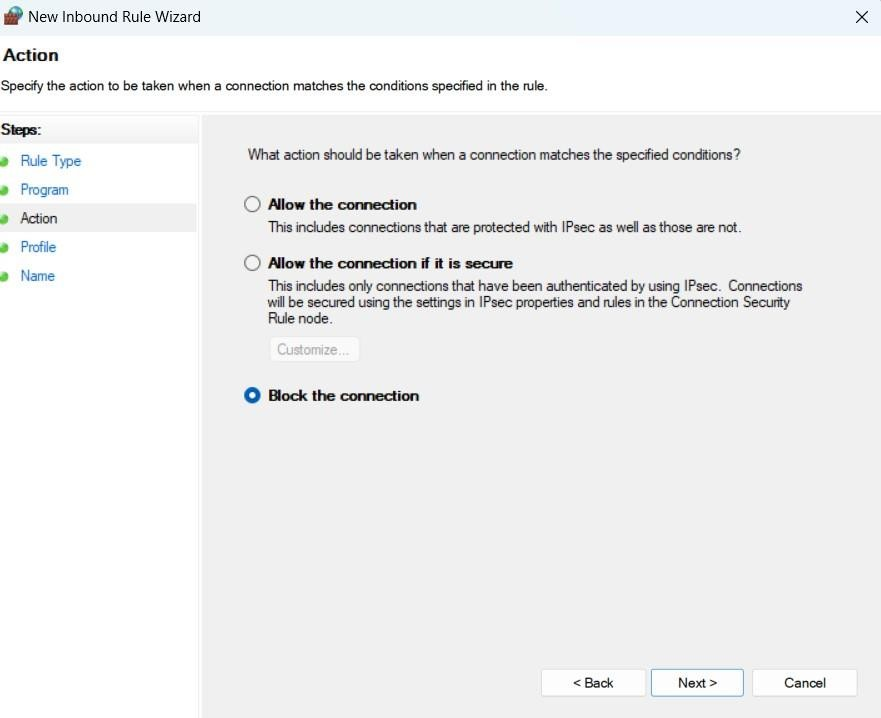 New Inbound Rule Wizard
Action
Specify the action to be taken when a connection matches the conditions specified in the rule.
Steps:
Rule Type
Program
Action
Profile
Name
What action should be taken when a connection matches the specified conditions?
Allow the connection
This includes connections that are protected with IPsec as well as those are not.
Allow the connection if it is secure
This includes only connections that have been authenticated by using IPsec. Connections
will be secured using the settings in IPsec properties and rules in the Connection Security
Rule node.
Customize...
Block the connection
< Back
Next >
Cancel